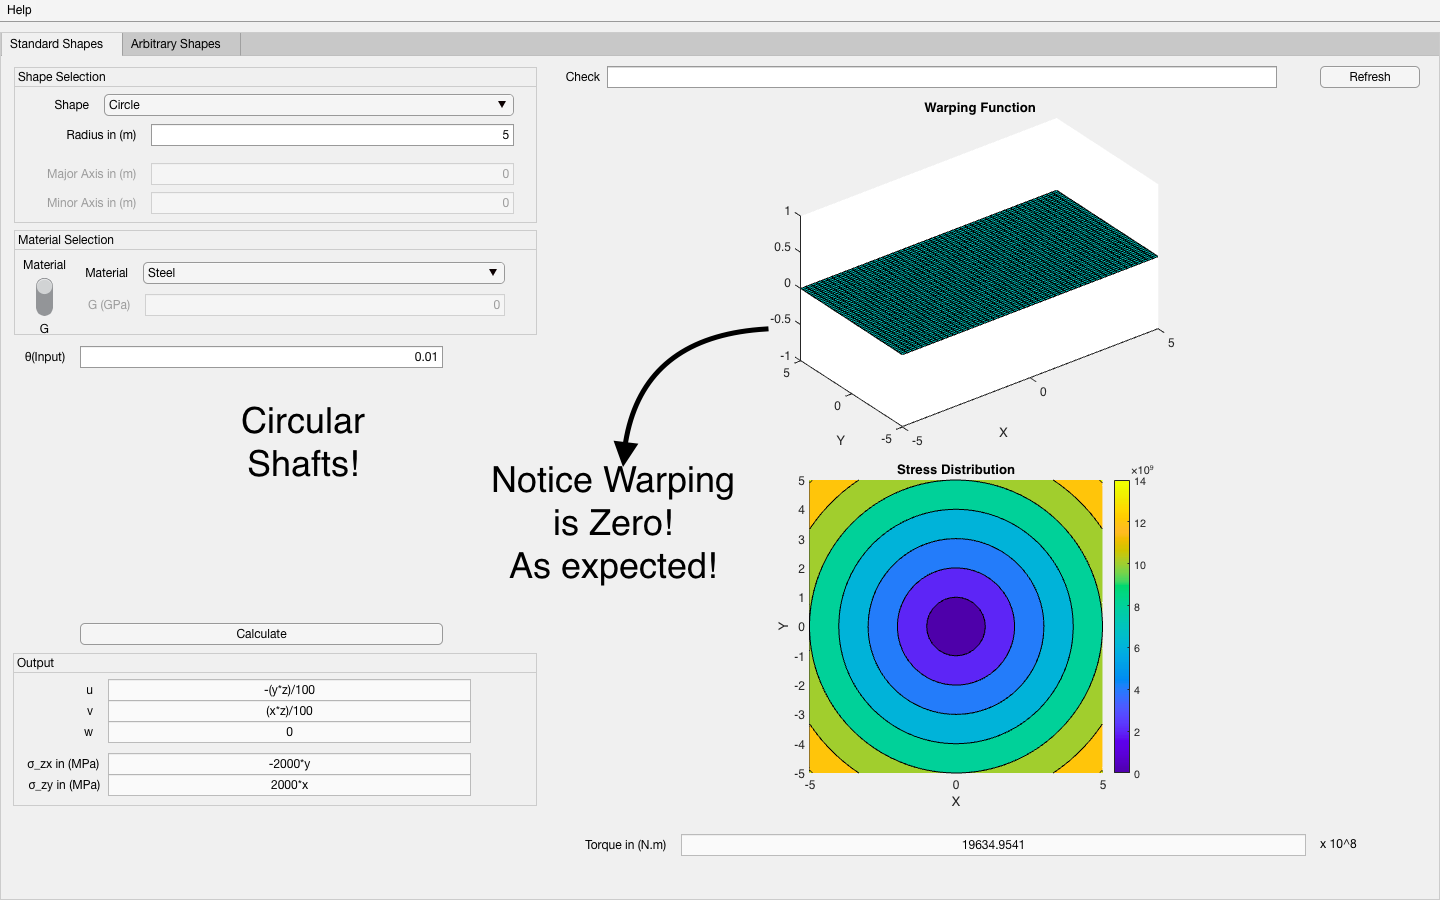 Help
Standard Shapes Arbitrary Shapes
Shape Selection
Shape Circle
Radius in (m) 5
Major Axis in (m) 0
Minor Axis in (m) 0
Material Selection
Material
Material Steel
G (GPa) 0
G
θ(Input) 0.01
Circular
Shafts!
Calculate
Output
u -(y*z)/100
v (x*z)/100
w 0
σ_zx in (MPa) -2000*y
σ_zy in (MPa) 2000*x
Check
Refresh
Warping Function
1
0.5
0
-0.5
-1
5
0
-5
Y
-5
0
5
X
Notice Warping
is Zero!
As expected!
Stress Distribution
×10⁹
5
4
3
2
1
0
-1
-2
-3
-4
-5
Y
-5 0 5
X
14
12
10
8
6
4
2
0
Torque in (N.m) 19634.9541 x 10^8